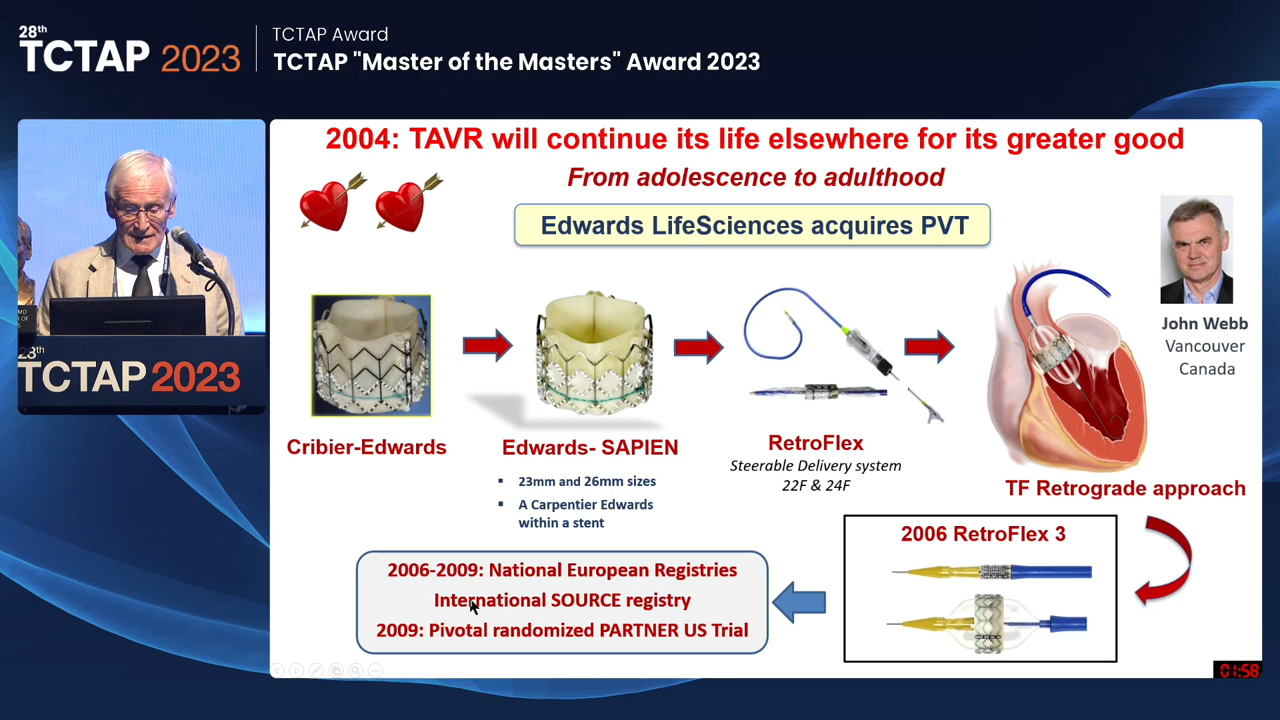 28th
TCTAP 2023
TCTAP Award
TCTAP "Master of the Masters" Award 2023
2004: TAVR will continue its life elsewhere for its greater good
From adolescence to adulthood
Edwards LifeSciences acquires PVT
John Webb
Vancouver
Canada
Cribier-Edwards
Edwards- SAPIEN
▪ 23mm and 26mm sizes
▪ A Carpentier Edwards
within a stent
RetroFlex
Steerable Delivery system
22F & 24F
TF Retrograde approach
2006 RetroFlex 3
2006-2009: National European Registries
International SOURCE registry
2009: Pivotal randomized PARTNER US Trial
01:58
28th
TCTAP 2023